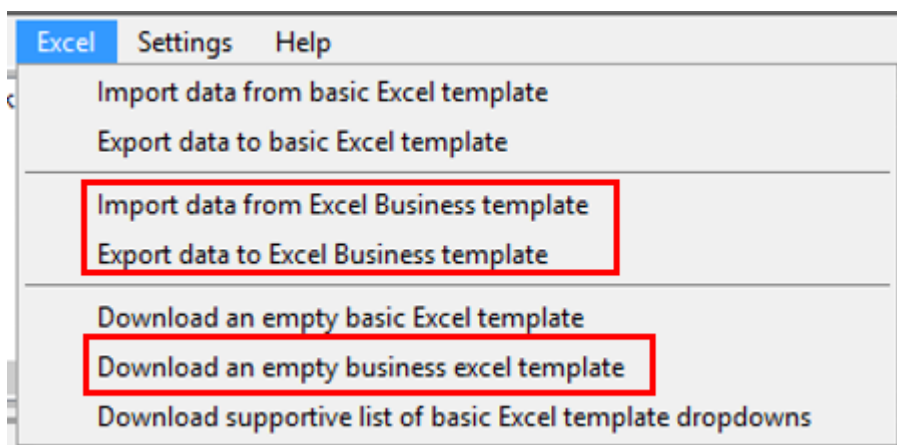 Excel Settings Help
Import data from basic Excel template
Export data to basic Excel template
Import data from Excel Business template
Export data to Excel Business template
Download an empty basic Excel template
Download an empty business excel template
Download supportive list of basic Excel template dropdowns